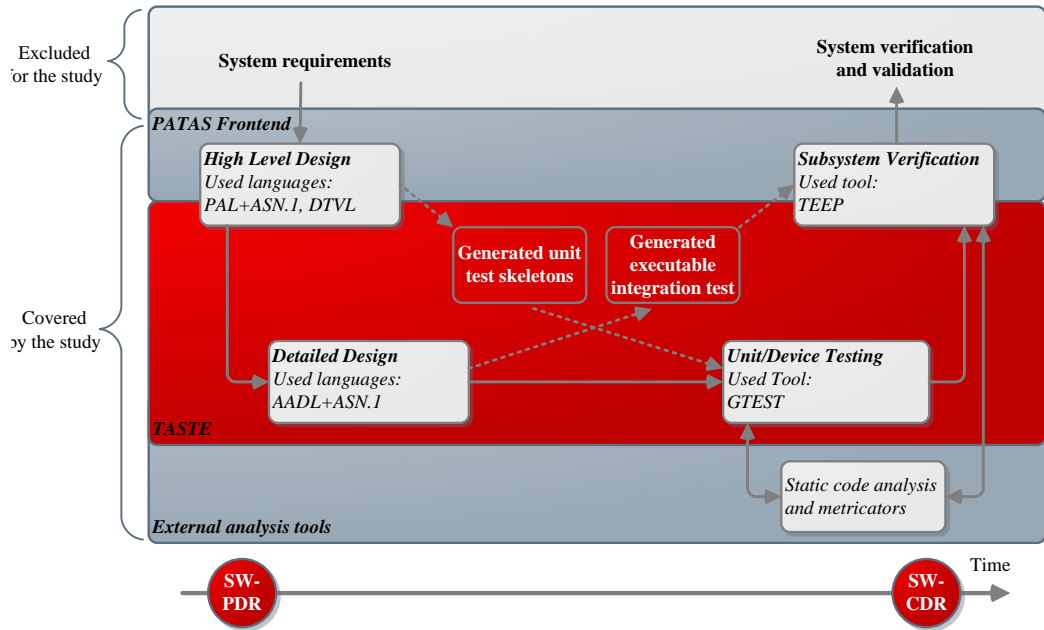 Excluded
for the study
System requirements
System verification
and validation
PATAS Frontend
High Level Design
Used languages:
PAL+ASN.1, DTVL
Subsystem Verification
Used tool:
TEEP
Generated unit
test skeletons
Generated
executable
integration test
Covered
by the study
Detailed Design
Used languages:
AADL+ASN.1
Unit/Device Testing
Used Tool:
GTEST
TASTE
Static code analysis
and metricators
External analysis tools
SW-
PDR
SW-
CDR
Time